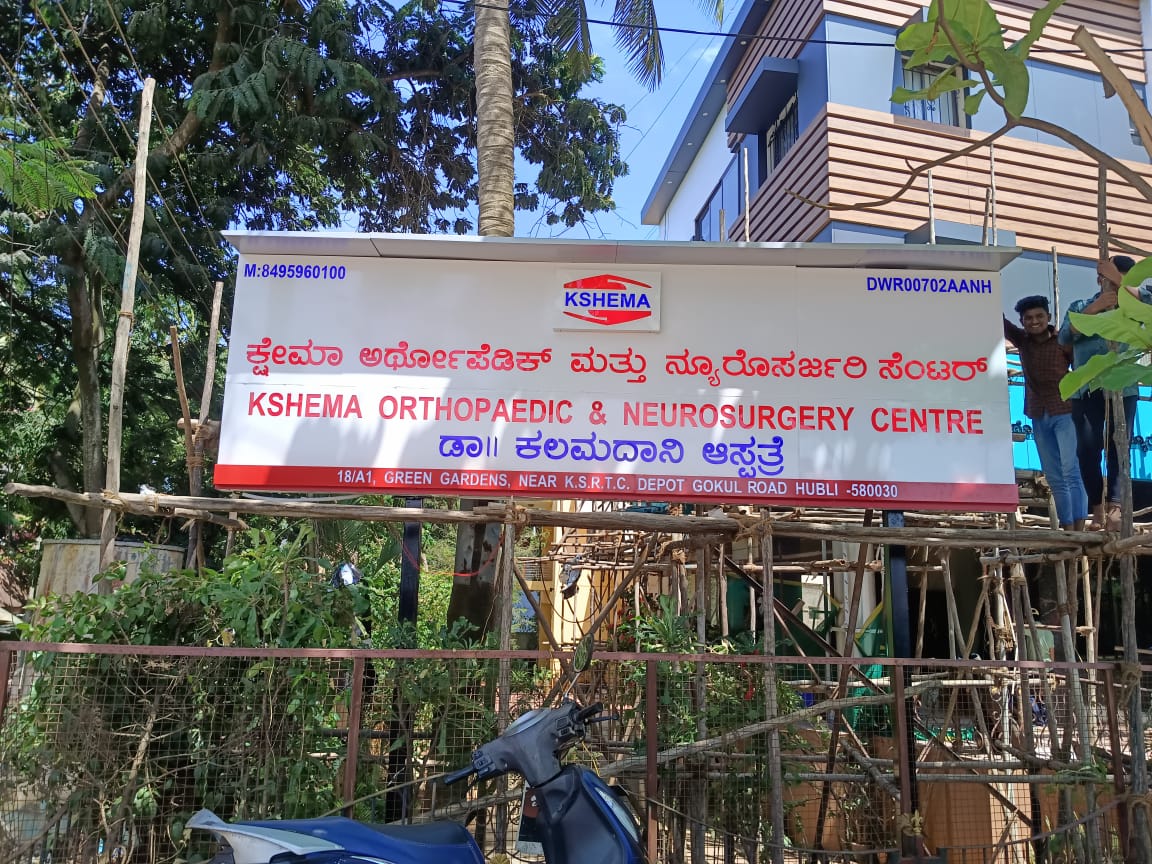 M:8495960100
DWR00702AANH
KSHEMA
ಕ್ಷೇಮಾ ಅರ್ಥೋಪೆಡಿಕ್ ಮತ್ತು ನ್ಯೂರೊಸರ್ಜರಿ ಸೆಂಟರ್
KSHEMA ORTHOPAEDIC & NEUROSURGERY CENTRE
ಡಾ॥ ಕಲಮದಾನಿ ಆಸ್ಪತ್ರೆ
18/A1, GREEN GARDENS, NEAR K.S.R.T.C. DEPOT GOKUL ROAD HUBLI -580030